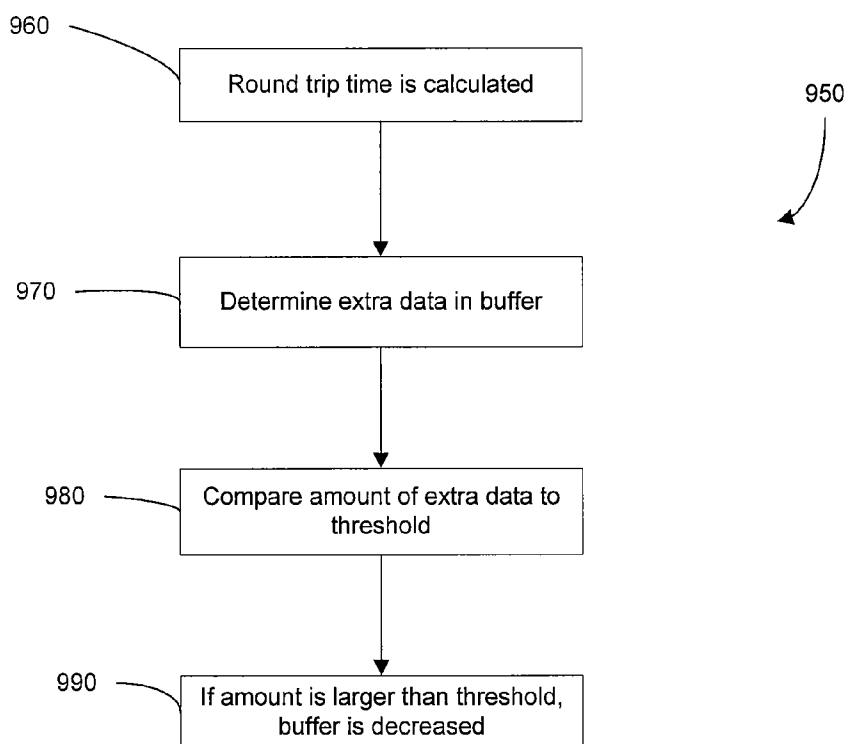 960
Round trip time is calculated
950
970
Determine extra data in buffer
980
Compare amount of extra data to
threshold
990
If amount is larger than threshold,
buffer is decreased